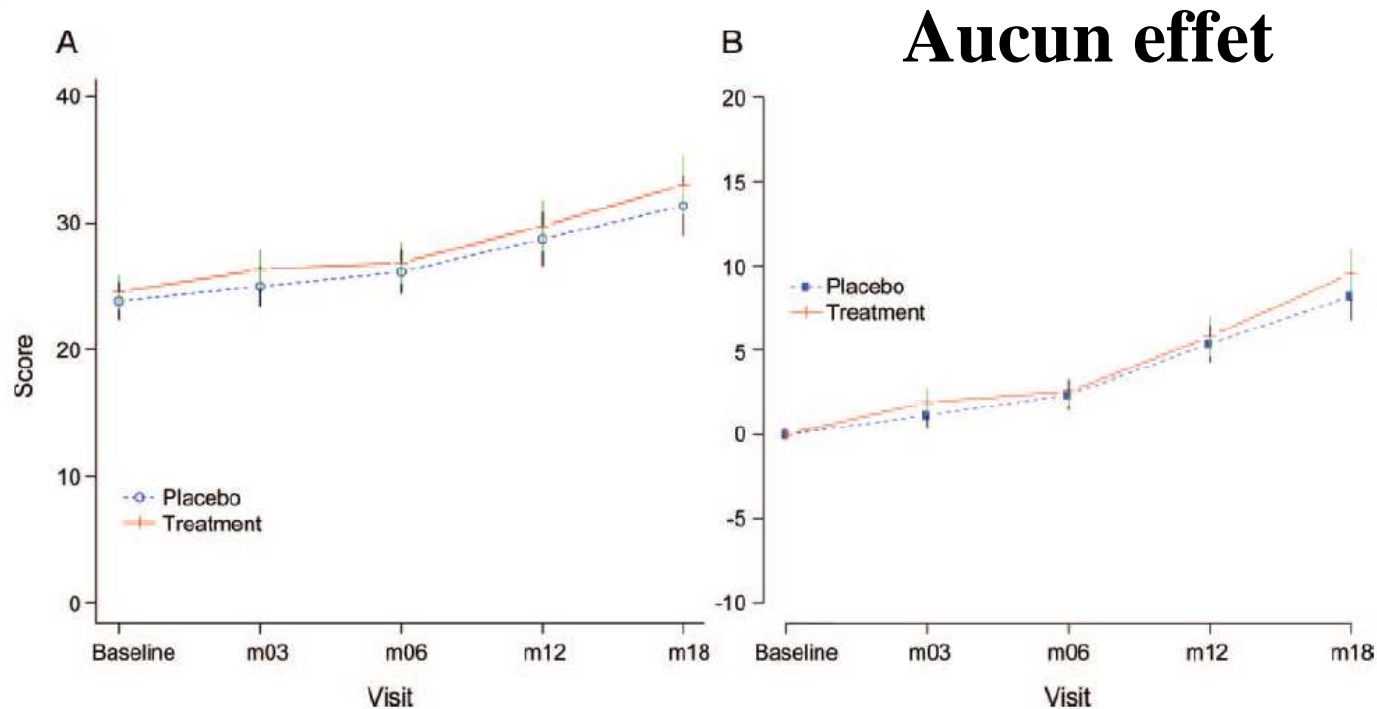 A
B
Aucun effet
40
30
20
10
0
Score
Placebo
Treatment
Baseline
m03
m06
m12
m18
Visit
20
15
10
5
0
-5
-10
Placebo
Treatment
Baseline
m03
m06
m12
m18
Visit